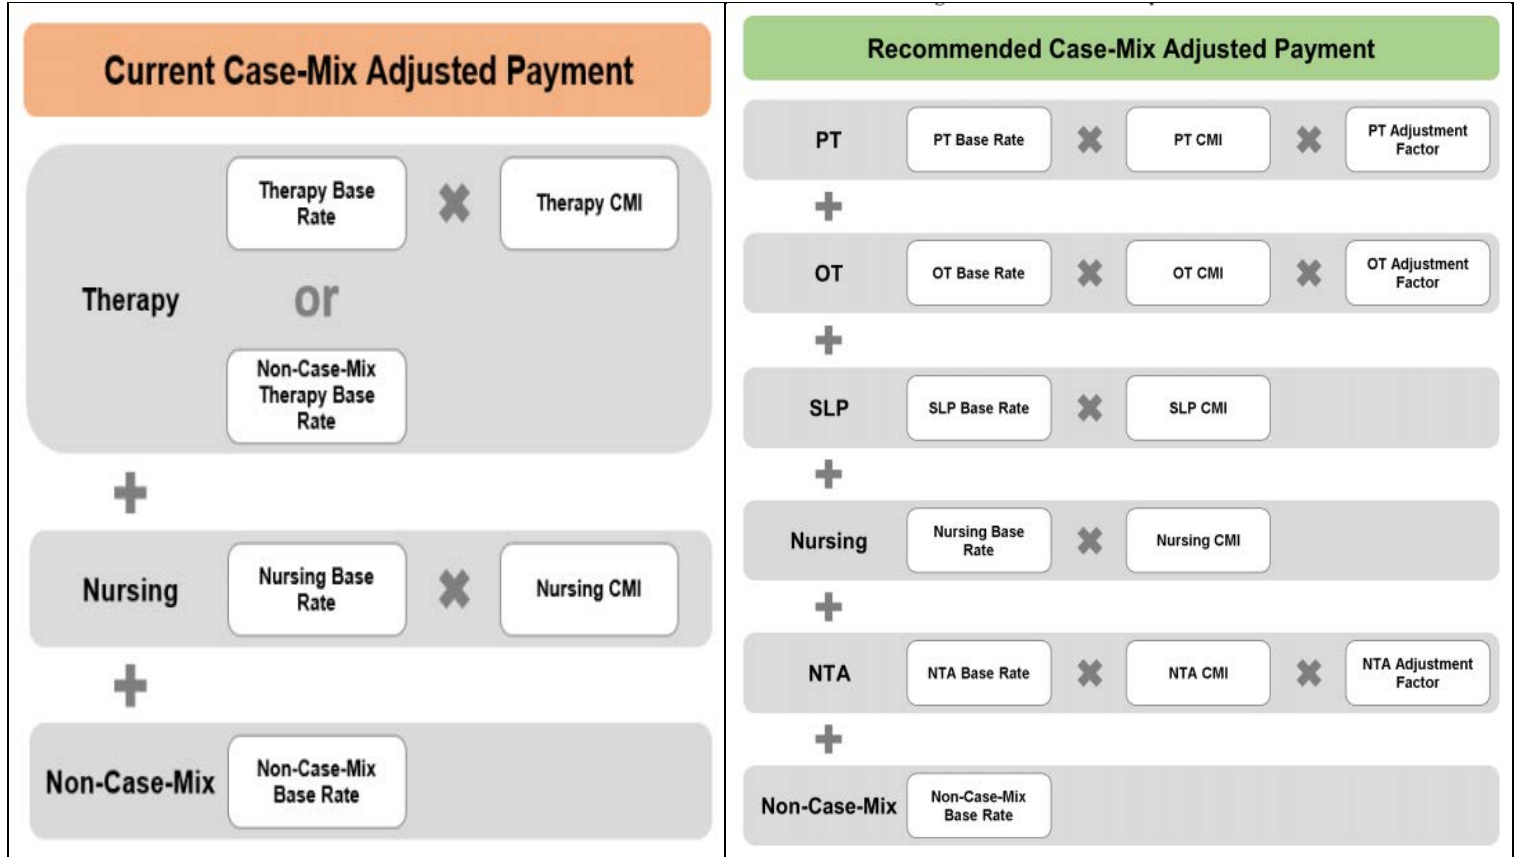 Current Case-Mix Adjusted Payment
Therapy
Therapy Base
Rate
Therapy CMI
or
Non-Case-Mix
Therapy Base
Rate
Nursing
Nursing Base
Rate
Nursing CMI
Non-Case-Mix
Non-Case-Mix
Base Rate
Recommended Case-Mix Adjusted Payment
PT
PT Base Rate
PT CMI
PT Adjustment
Factor
OT
OT Base Rate
OT CMI
OT Adjustment
Factor
SLP
SLP Base Rate
SLP CMI
Nursing
Nursing Base
Rate
Nursing CMI
NTA
NTA Base Rate
NTA CMI
NTA Adjustment
Factor
Non-Case-Mix
Non-Case-Mix
Base Rate